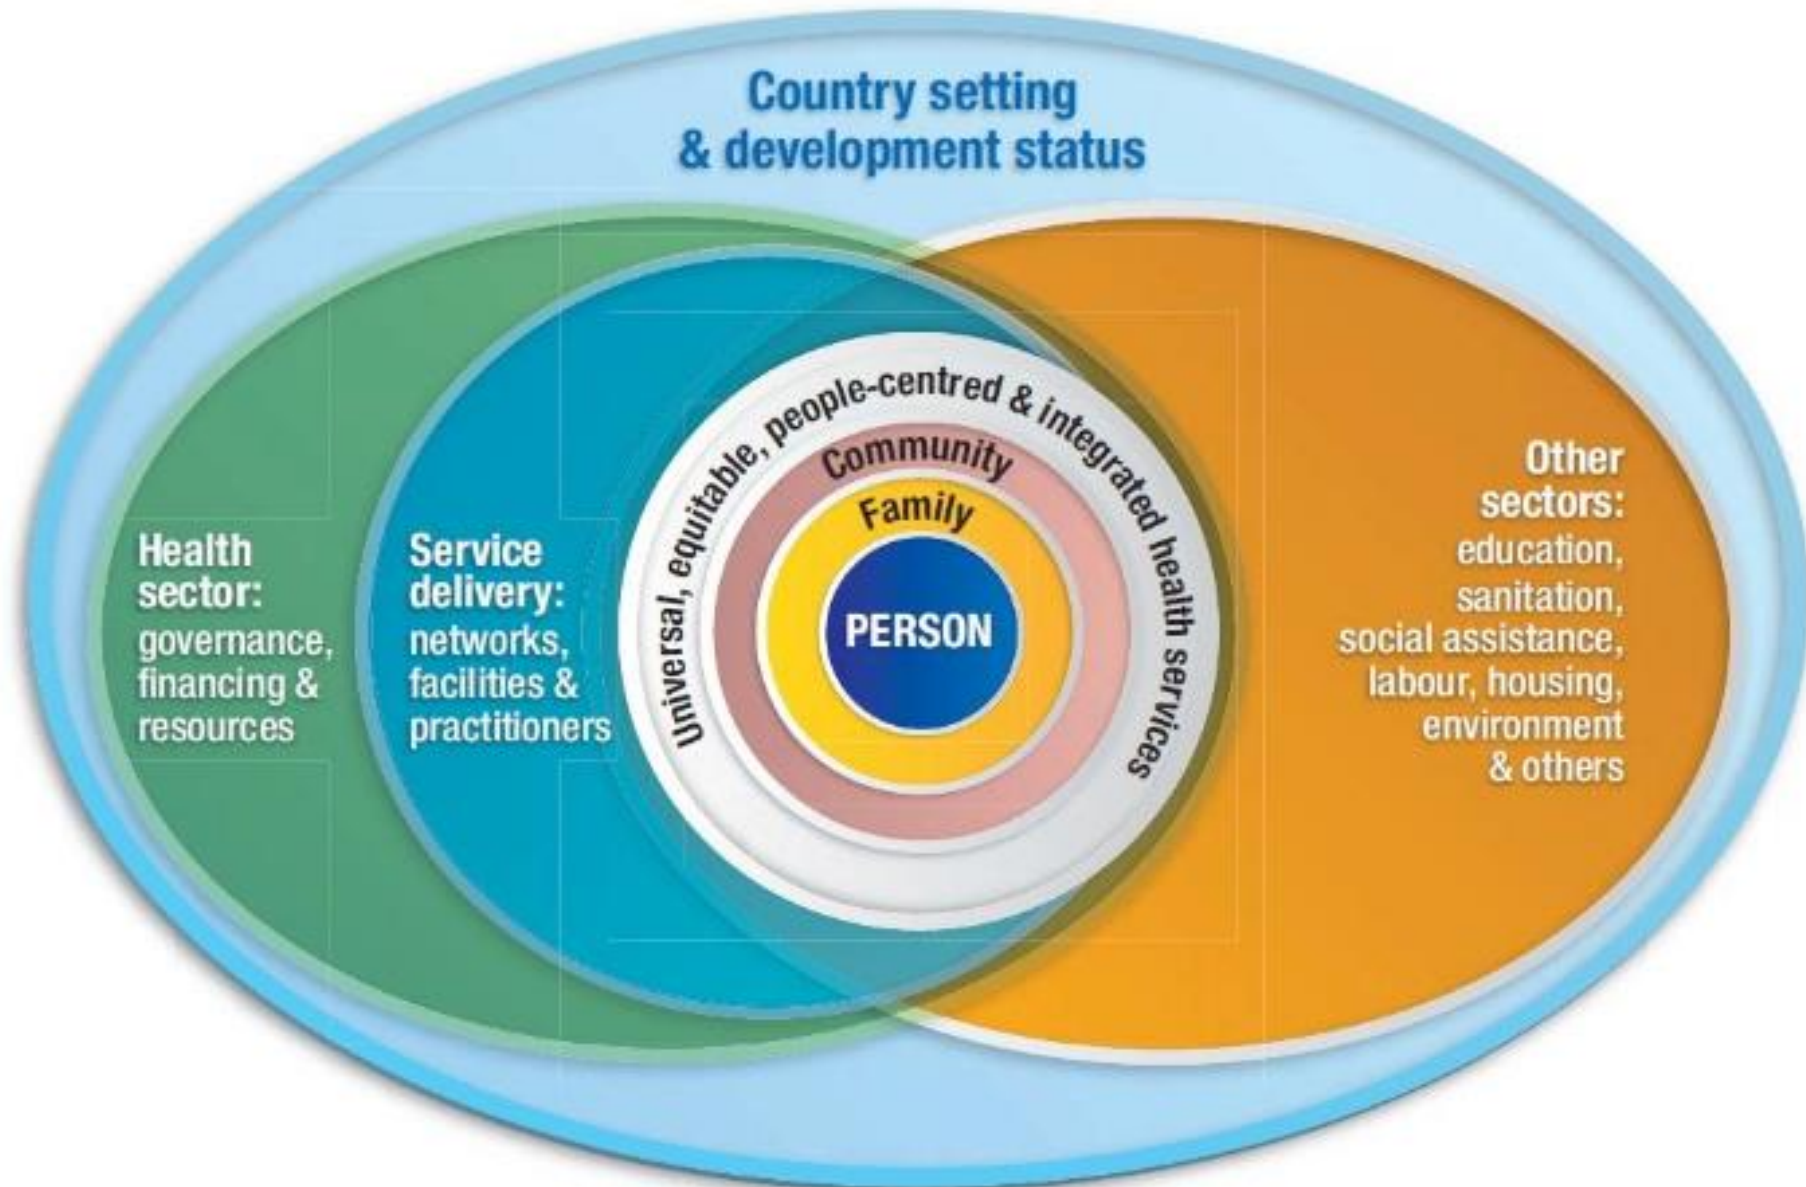 Country setting
& development status
Universal, equitable, people-centred & integrated health services
Community
Family
PERSON
Health
sector:
governance,
financing &
resources
Service
delivery:
networks,
facilities &
practitioners
Other
sectors:
education,
sanitation,
social assistance,
labour, housing,
environment
& others